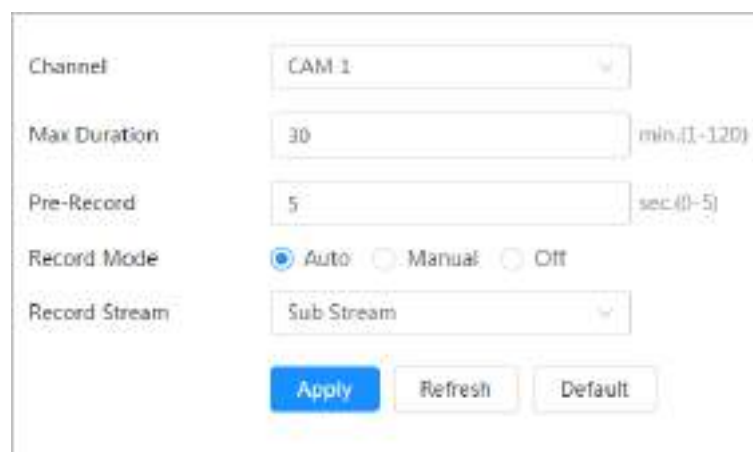 Channel CAM 1
Max Duration 30 min.(1-120)
Pre-Record 5 sec.(0-5)
Record Mode Auto Manual Off
Record Stream Sub Stream
Apply Refresh Default